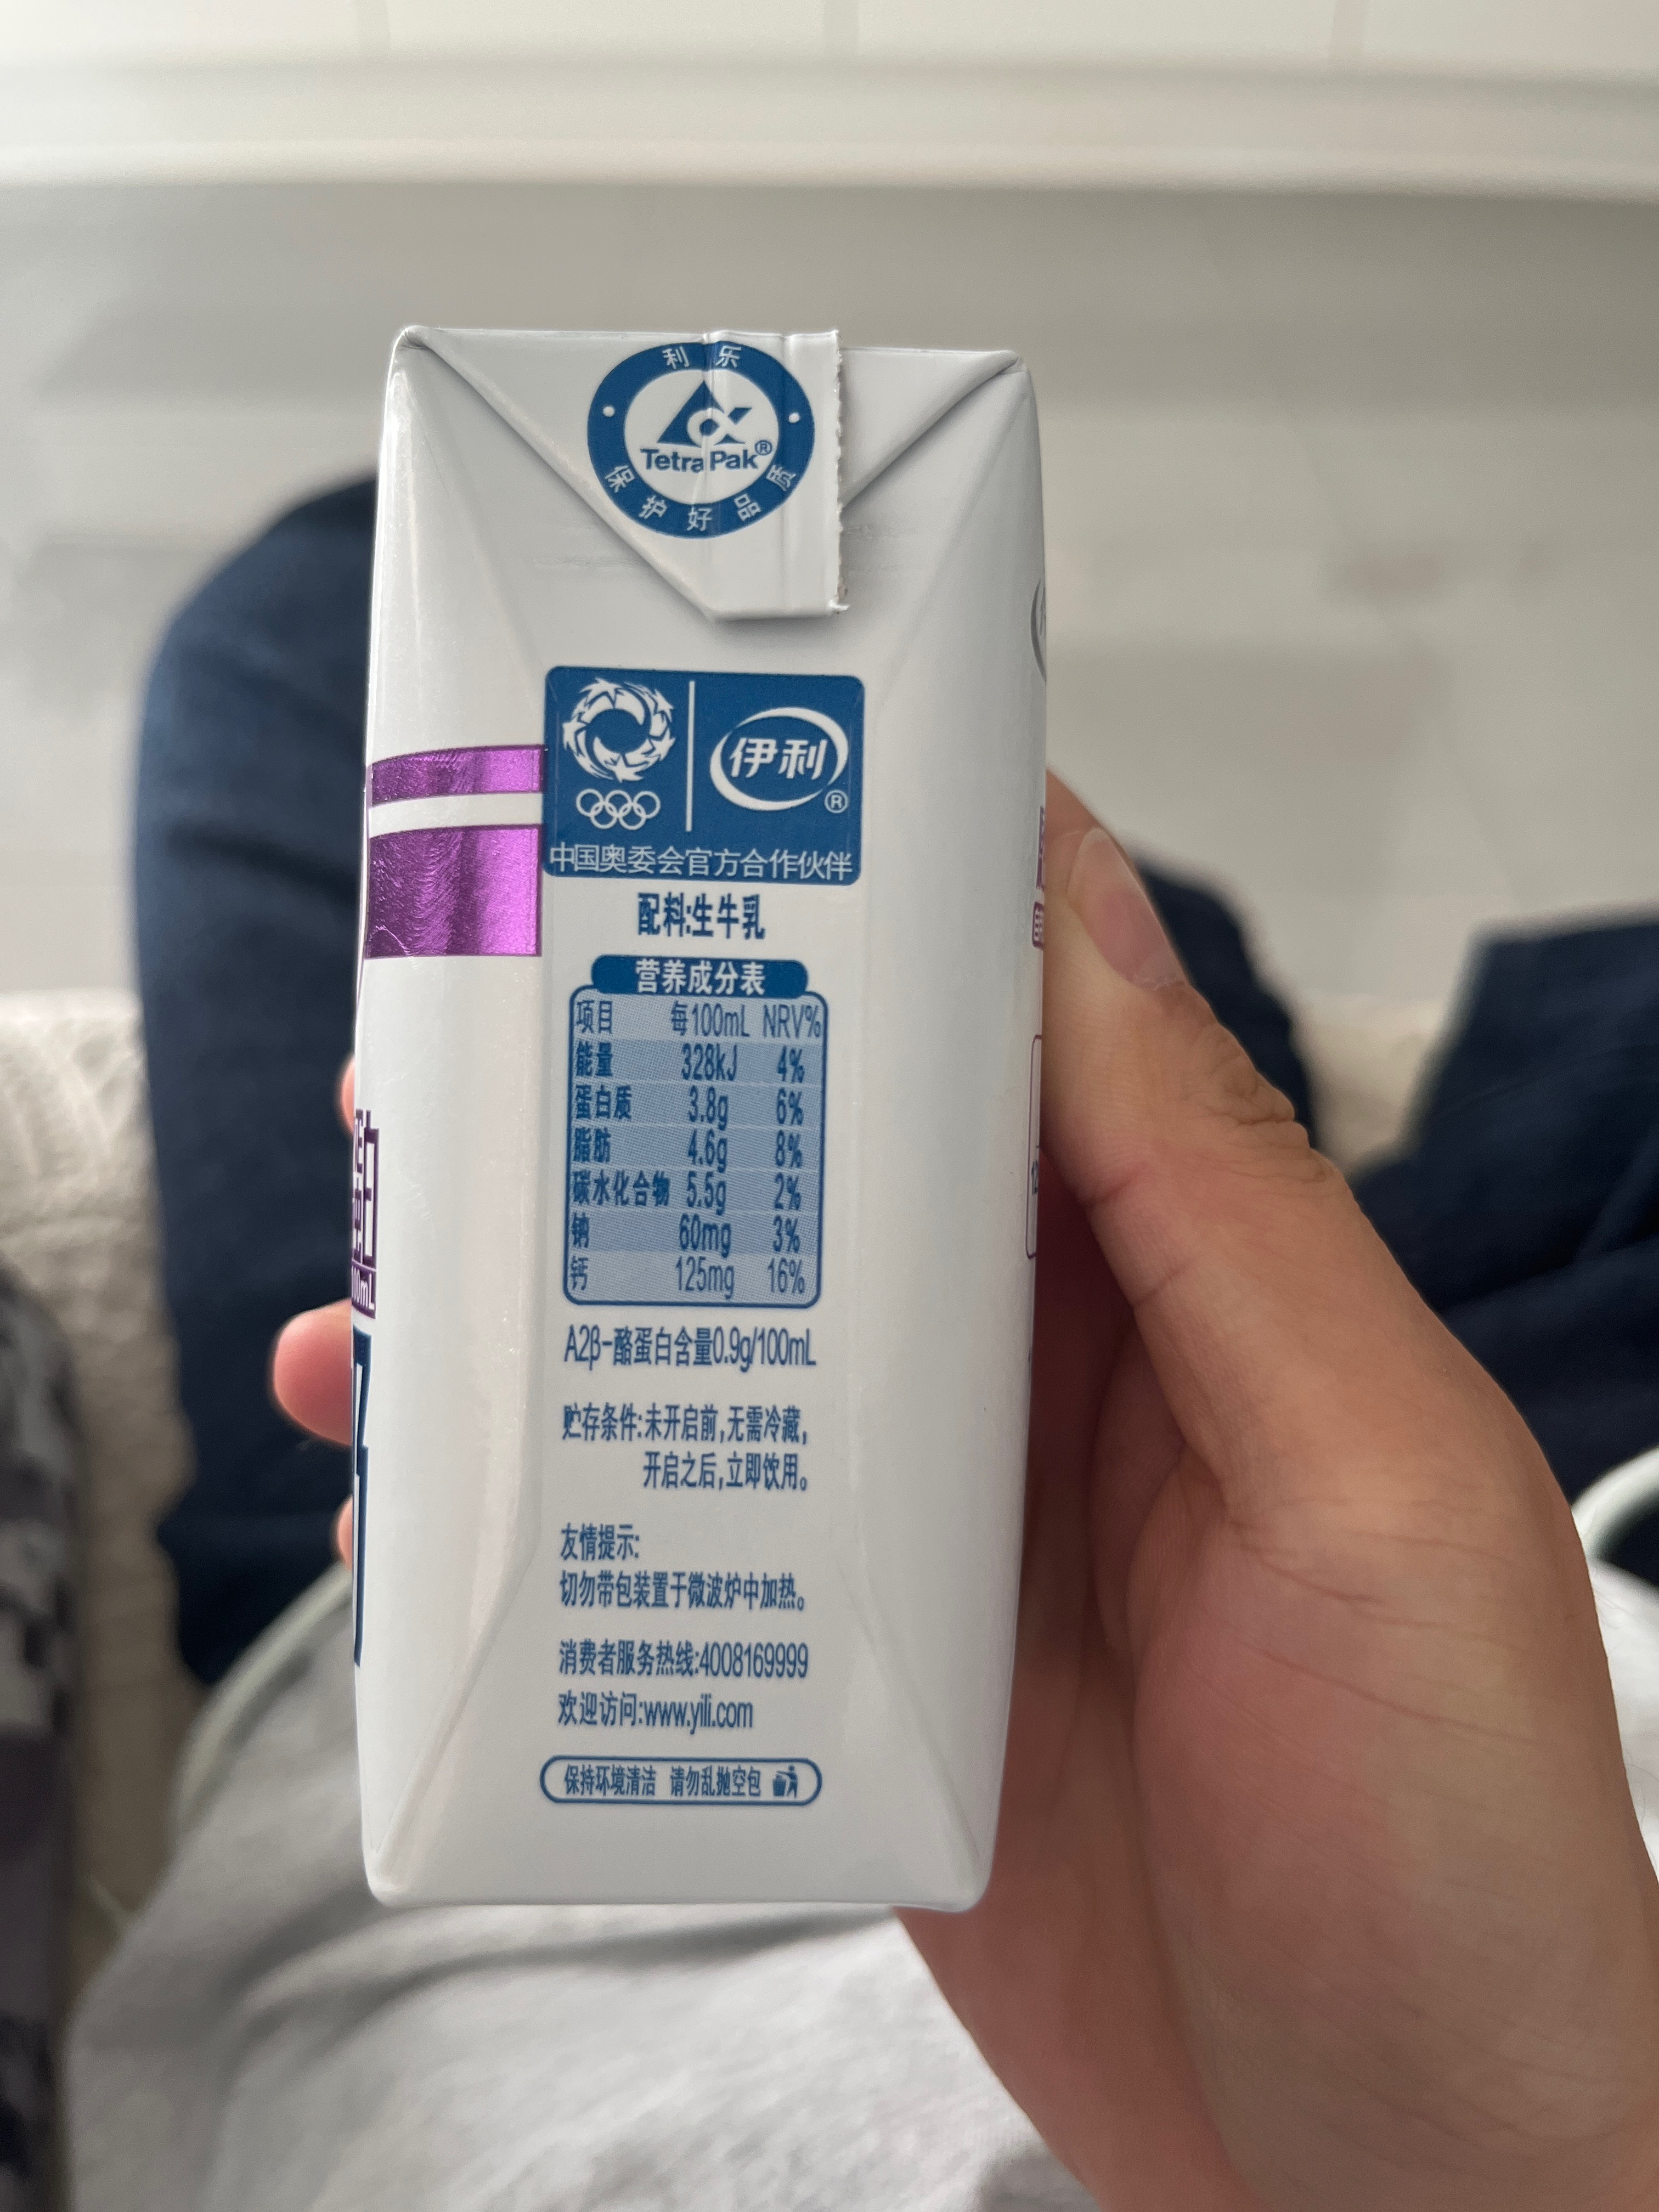 利乐
TetraPak®
保护好品质
伊利®
中国奥委会官方合作伙伴
配料:生牛乳
营养成分表
项目 每100mL NRV%
能量 328kJ 4%
蛋白质 3.8g 6%
脂肪 4.6g 8%
碳水化合物 5.5g 2%
钠 60mg 3%
钙 125mg 16%
A2β-酪蛋白含量0.9g/100mL
贮存条件:未开启前,无需冷藏,
开启之后,立即饮用。
友情提示:
切勿带包装置于微波炉中加热。
消费者服务热线:4008169999
欢迎访问:www.yili.com
保持环境清洁 请勿乱抛空包